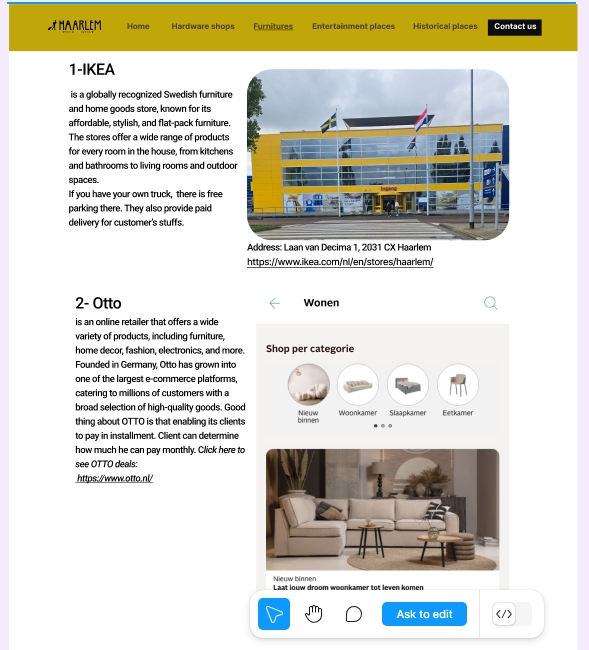 HAARLEM
Home
Hardware shops
Furnitures
Entertainment places
Historical places
Contact us
1-IKEA
is a globally recognized Swedish furniture
and home goods store, known for its
affordable, stylish, and flat-pack furniture.
The stores offer a wide range of products
for every room in the house, from kitchens
and bathrooms to living rooms and outdoor
spaces.
If you have your own truck, there is free
parking there. They also provide paid
delivery for customer's stuffs.
Ingang
Address: Laan van Decima 1, 2031 CX Haarlem
https://www.ikea.com/nl/en/stores/haarlem/
2- Otto
is an online retailer that offers a wide
variety of products, including furniture,
home decor, fashion, electronics, and more.
Founded in Germany, Otto has grown into
one of the largest e-commerce platforms,
catering to millions of customers with a
broad selection of high-quality goods. Good
thing about OTTO is that enabling its clients
to pay in installment. Client can determine
how much he can pay monthly. Click here to
see OTTO deals:
https://www.otto.nl/
Wonen
Shop per categorie
Nieuw
binnen
Woonkamer
Slaapkamer
Eetkamer
Nieuw binnen
Laat jouw droom woonkamer tot leven komen
Ask to edit
</>